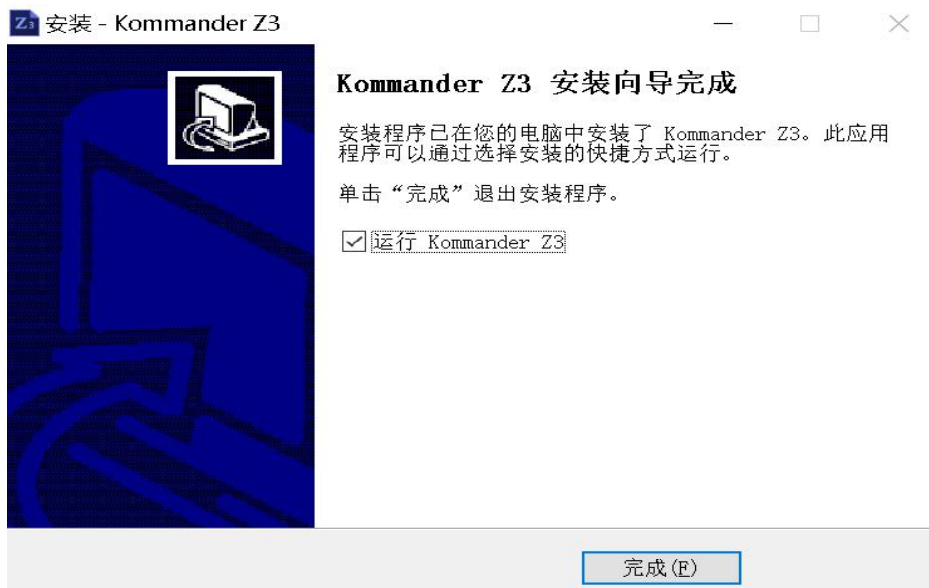 Z3 安装 - Kommander Z3
Kommander Z3 安装向导完成
安装程序已在您的电脑中安装了 Kommander Z3。此应用
程序可以通过选择安装的快捷方式运行。
单击“完成”退出安装程序。
运行 Kommander Z3
完成(F)